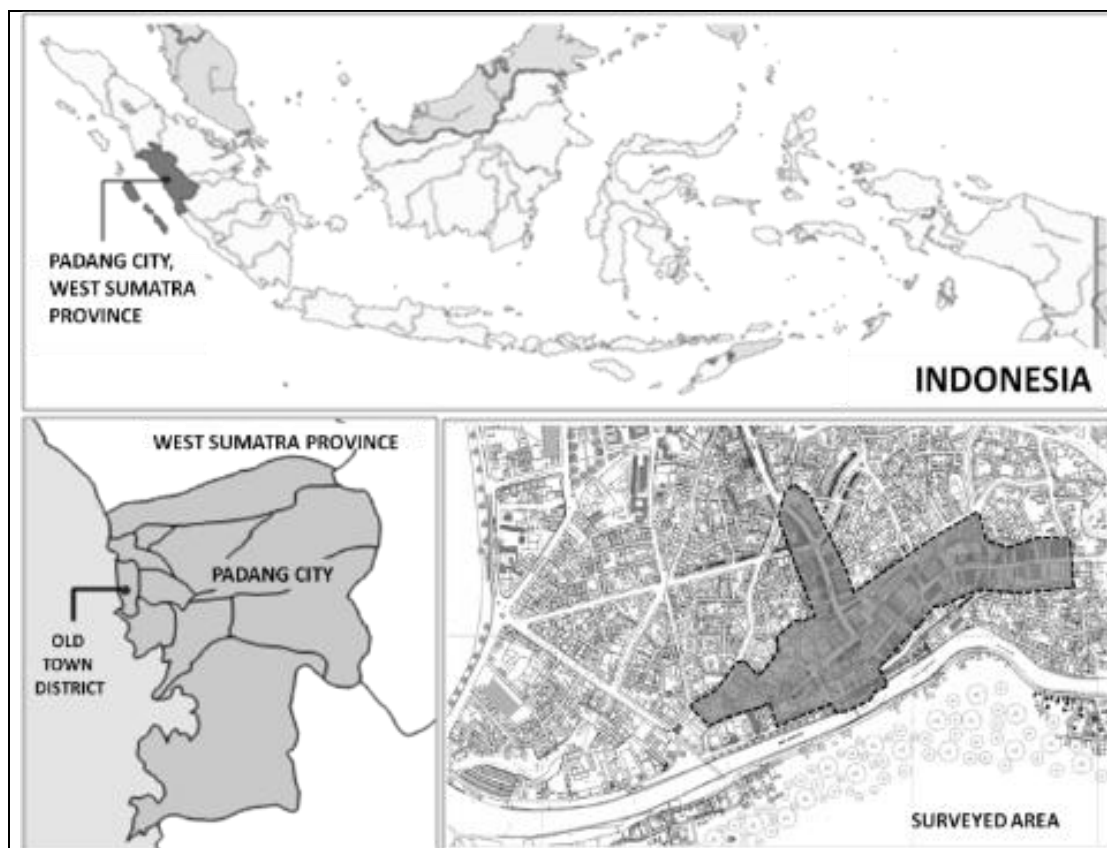 PADANG CITY,
WEST SUMATRA
PROVINCE
INDONESIA
WEST SUMATRA PROVINCE
PADANG CITY
OLD
TOWN
DISTRICT
SURVEYED AREA